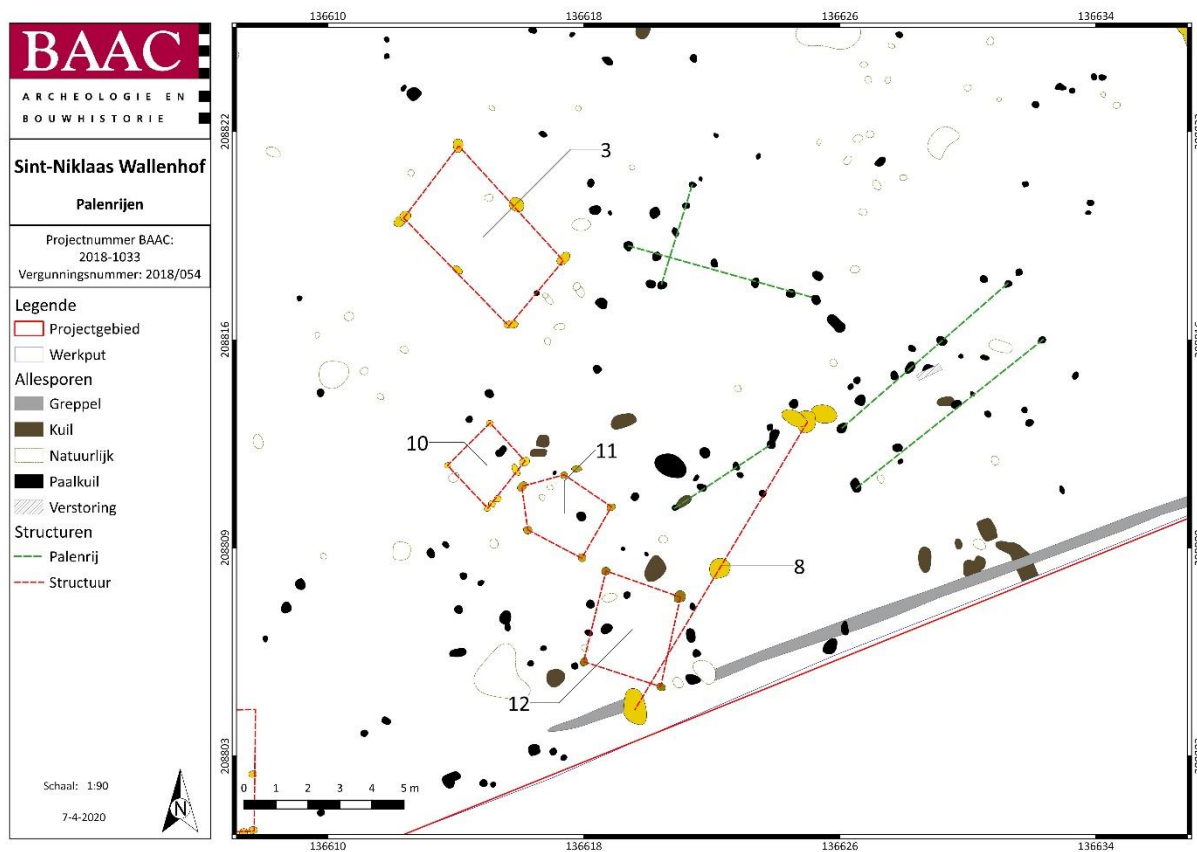 BAAC
ARCHEOLOGIE EN
BOUWHISTORIE
Sint-Niklaas Wallenhof
Palenrijen
Projectnummer BAAC:
2018-1033
Vergunningsnummer: 2018/054
Legende
Projectgebied
Werkput
Allesporen
Greppel
Kuil
Natuurlijk
Paalkuil
Verstoring
Structuren
Palenrij
Structuur
Schaal: 1:90
7-4-2020
N
136610 136618 136626 136634
208822
208816
208809
208803
3
10
11
8
12
0 1 2 3 4 5 m
136610 136618 136626 136634